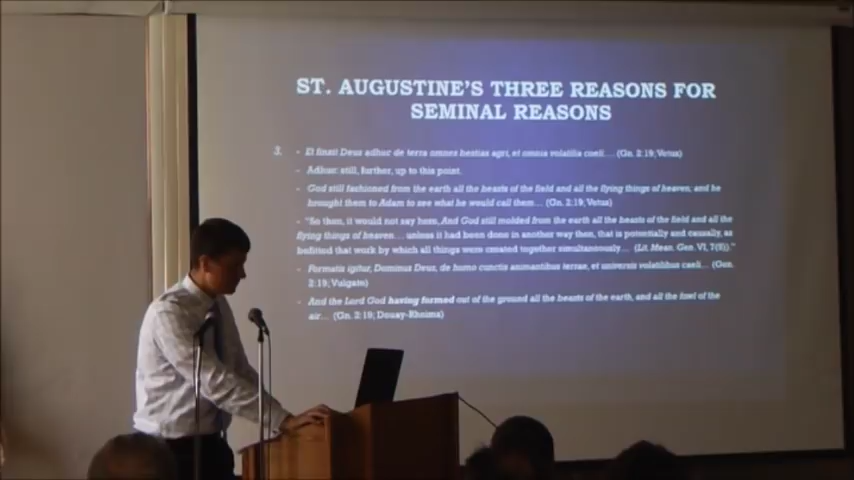 ST. AUGUSTINE'S THREE REASONS FOR
SEMINAL REASONS
3. - Et finxit Deus adhuc de terra omnes bestias agri, et omnia volatilia coeli.... (Gn. 2:19; Vetus)
- Adhuc: still, further, up to this point.
- God still fashioned from the earth all the beasts of the field and all the flying things of heaven; and he
brought them to Adam to see what he would call them... (Gn. 2:19; Vetus)
- "So then, it would not say here, And God still molded from the earth all the beasts of the field and all the
flying things of heaven.... unless it had been done in another way then, that is potentially and causally, as
befitted that work by which all things were created together simultaneously... (Lit. Mean. Gen. VI,
- Formatis igitur, Dominus Deus, de homo cunctis animantibus terrae, et universis volatilibus caeli... (Gen.
2:19; Vulgate)
- And the Lord God having formed out of the ground all the beasts of the earth, and all the fowl of the
air... (Gn. 2:19; Douay-Rheims)